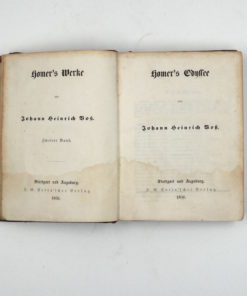 Homer's Werke
von
Johann Heinrich Voß.
Zweiter Band.
Stuttgart und Augsburg.
J. G. Cotta'scher Verlag
Homer's Odyssee
von
Johann Heinrich Voß.
Stuttgart und Augsburg.
J. G. Cotta'scher Verlag